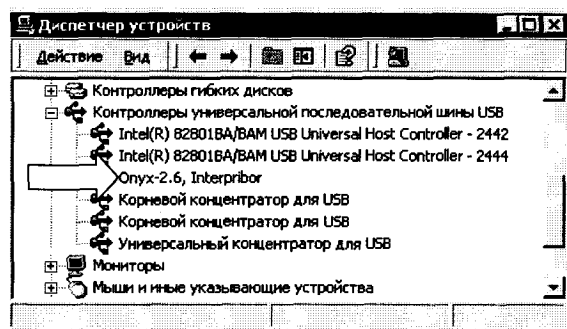 Диспетчер устройств
Действие Вид
Контроллеры гибких дисков
Контроллеры универсальной последовательной шины USB
Intel(R) 82801BA/BAM USB Universal Host Controller - 2442
Intel(R) 82801BA/BAM USB Universal Host Controller - 2444
Onyx-2.6, Interpribor
Корневой концентратор для USB
Корневой концентратор для USB
Универсальный концентратор для USB
Мониторы
Мыши и иные указывающие устройства